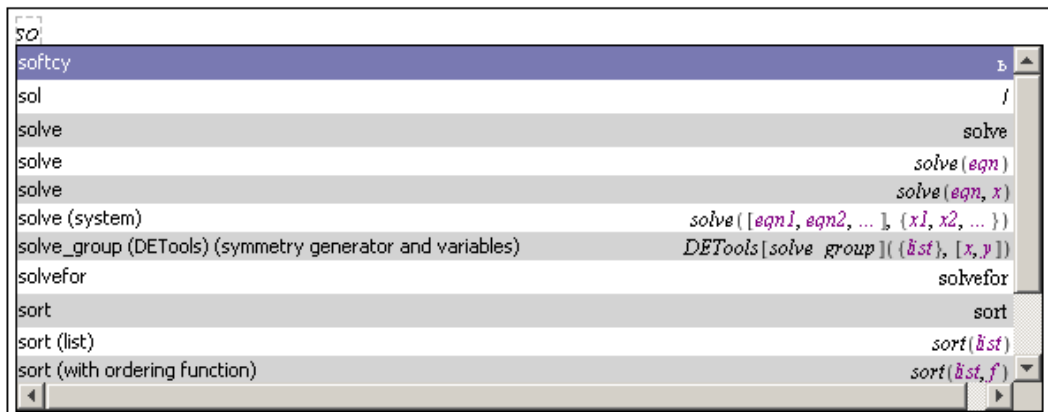 so
softcy ь
sol /
solve solve
solve solve(eqn)
solve solve(eqn, x)
solve (system) solve([eqn1, eqn2, ... ], {x1, x2, ... })
solve_group (DETools) (symmetry generator and variables) DETools[solve_group]({list}, [x, y])
solvefor solvefor
sort sort
sort (list) sort(list)
sort (with ordering function) sort(list, f)